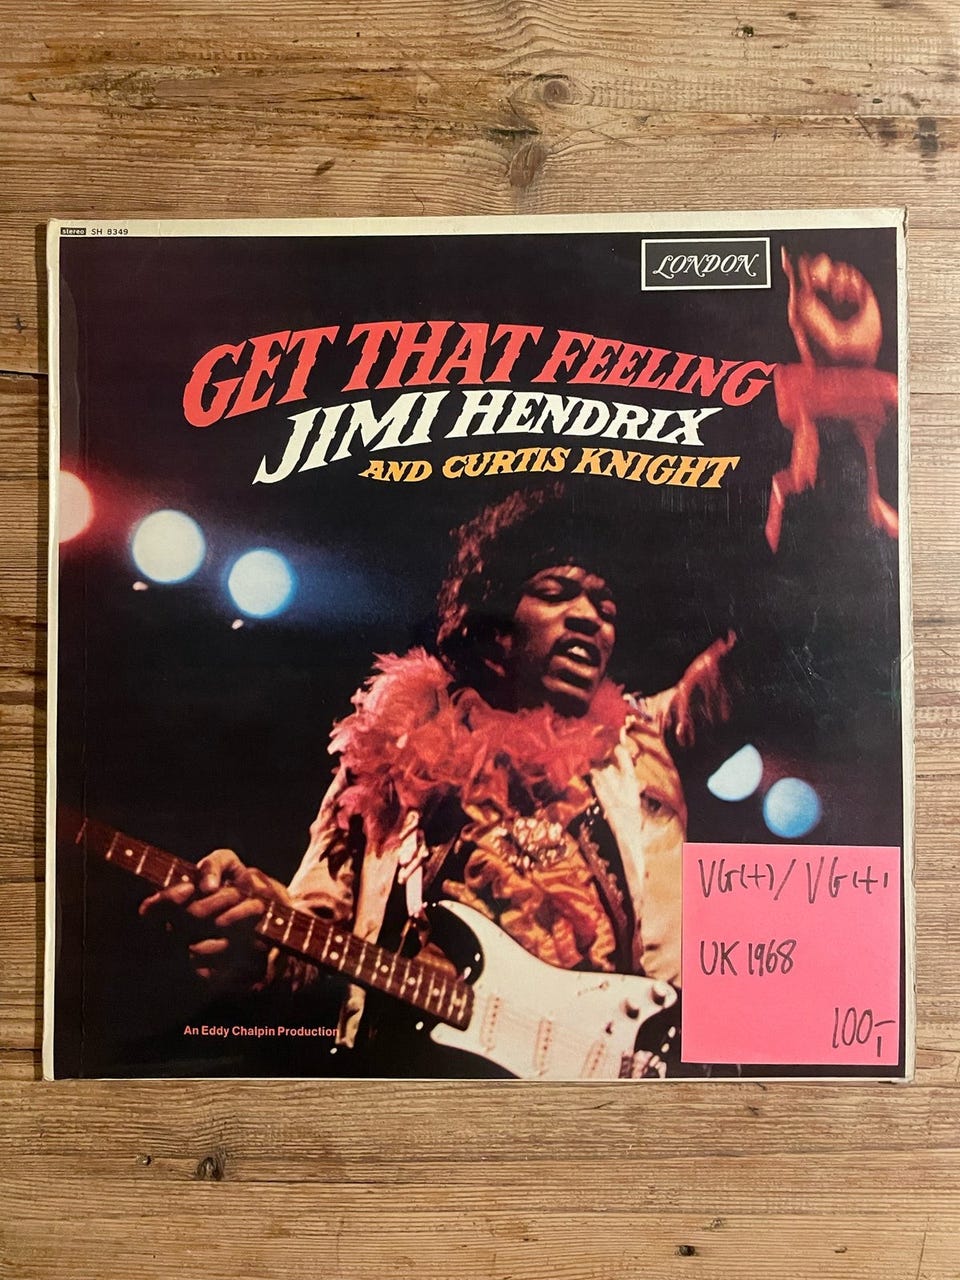 stereo SH 8349
LONDON
GET THAT FEELING
JIMI HENDRIX
AND CURTIS KNIGHT
An Eddy Chalpin Production
VG(+)/VG(+)
UK 1968
100,-